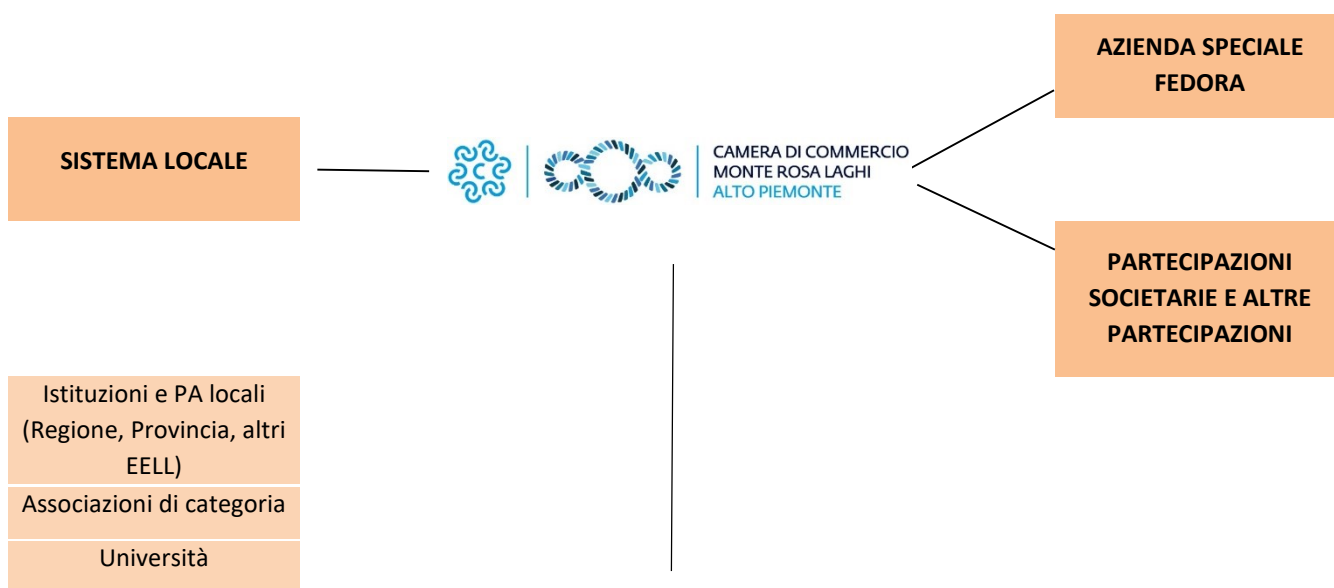 SISTEMA LOCALE
CAMERA DI COMMERCIO
MONTE ROSA LAGHI
ALTO PIEMONTE
AZIENDA SPECIALE
FEDORA
PARTECIPAZIONI
SOCIETARIE E ALTRE
PARTECIPAZIONI
Istituzioni e PA locali
(Regione, Provincia, altri
EELL)
Associazioni di categoria
Università